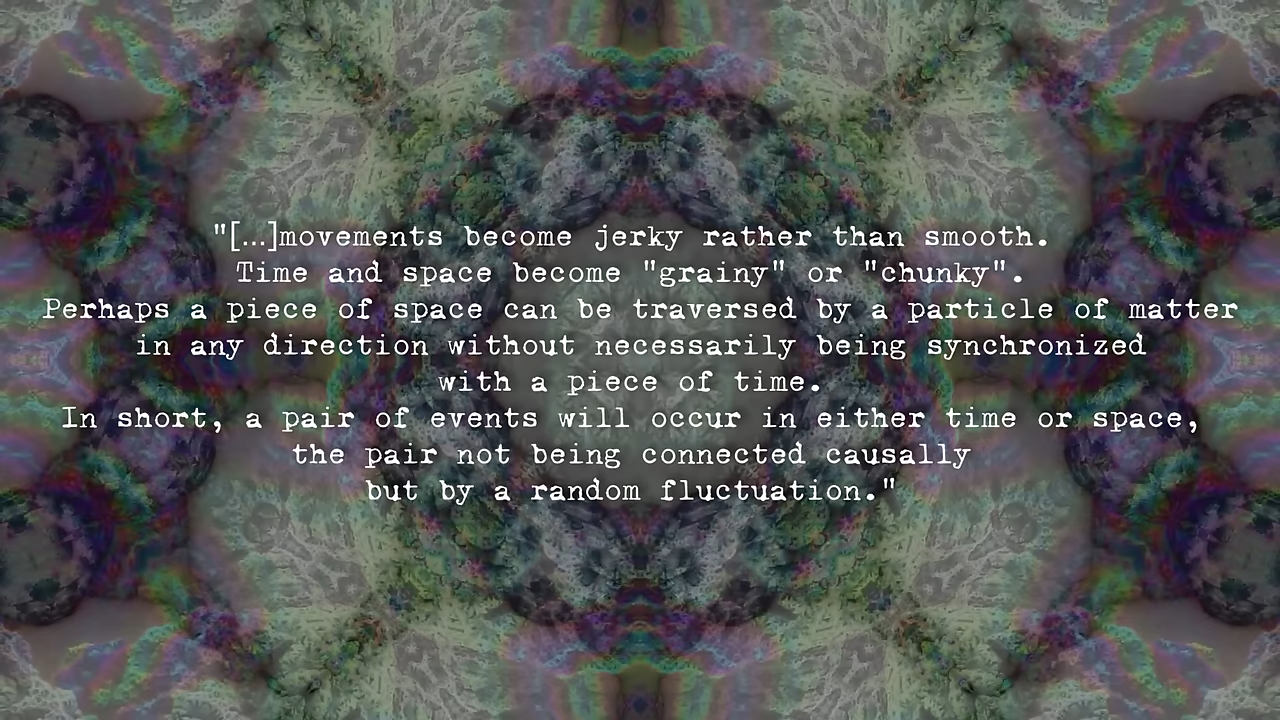 "[...]movements become jerky rather than smooth.
Time and space become "grainy" or "chunky".
Perhaps a piece of space can be traversed by a particle of matter
in any direction without necessarily being synchronized
with a piece of time.
In short, a pair of events will occur in either time or space,
the pair not being connected causally
but by a random fluctuation."